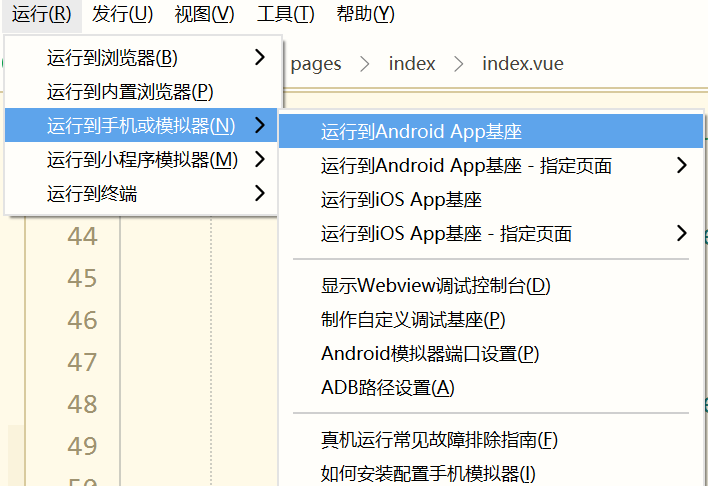 运行(R) 发行(U) 视图(V) 工具(T) 帮助(Y)
pages > index > index.vue
运行到浏览器(B)
运行到内置浏览器(P)
运行到手机或模拟器(N)
运行到小程序模拟器(M)
运行到终端
运行到Android App基座
运行到Android App基座 - 指定页面
运行到iOS App基座
运行到iOS App基座 - 指定页面
显示Webview调试控制台(D)
制作自定义调试基座(P)
Android模拟器端口设置(P)
ADB路径设置(A)
真机运行常见故障排除指南(F)
如何安装配置手机模拟器(I)
44
45
46
47
48
49